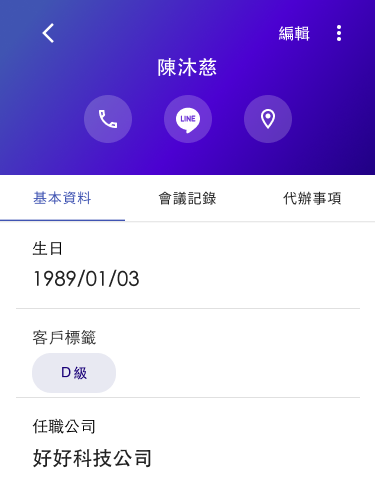 編輯
陳沐慈
LINE
基本資料 會議記錄 代辦事項
生日
1989/01/03
客戶標籤
D 級
任職公司
好好科技公司